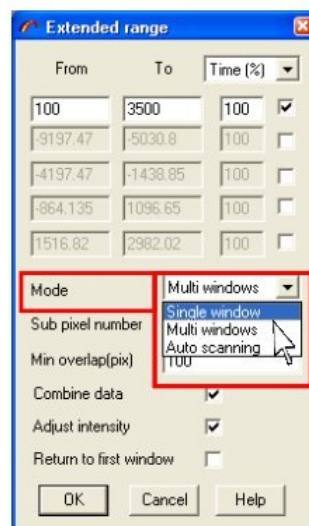 Extended range
From To Time (%)
100 3500 100
-9197.47 -5030.8 100
-4197.47 -1438.85 100
-864.135 1096.65 100
1516.82 2982.02 100
Mode Multi windows
Single window
Sub pixel number Multi windows
Auto scanning
Min overlap(pix) 100
Combine data
Adjust intensity
Return to first window
OK Cancel Help